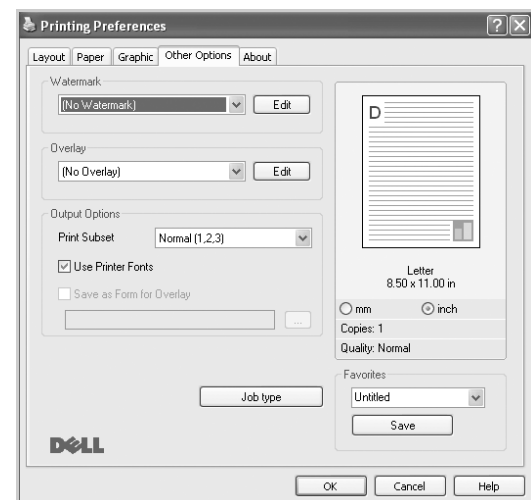 Printing Preferences
Layout Paper Graphic Other Options About
Watermark
(No Watermark) Edit
Overlay
(No Overlay) Edit
Output Options
Print Subset Normal (1,2,3)
Use Printer Fonts
Save as Form for Overlay
...
Job type
DELL
D
Letter
8.50 x 11.00 in
mm inch
Copies: 1
Quality: Normal
Favorites
Untitled
Save
OK Cancel Help